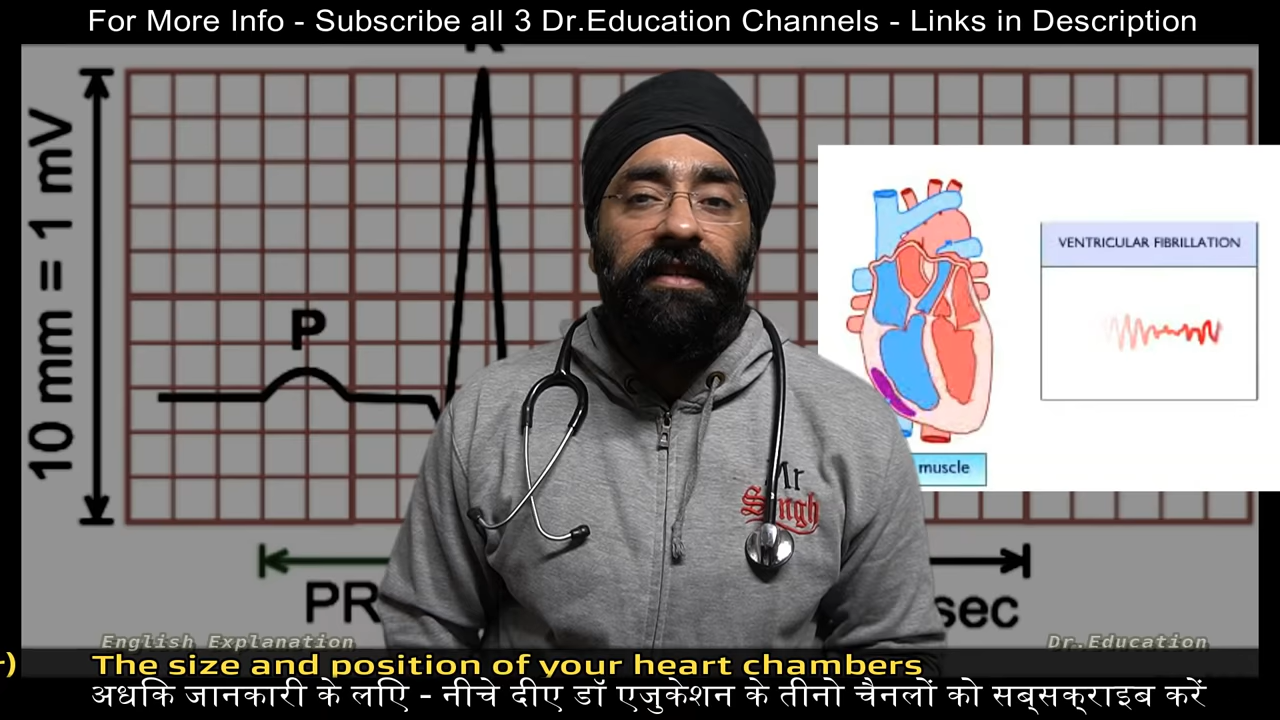 For More Info - Subscribe all 3 Dr.Education Channels - Links in Description
10 mm = 1 mV
P
VENTRICULAR FIBRILLATION
muscle
Mr
Singh
PR
sec
English Explanation
Dr.Education
The size and position of your heart chambers
अधकि जानकारी के लएि - नीचे दीए डॉ एजुकेशन के तीनो चैनलों को सब्सक्राइब करें